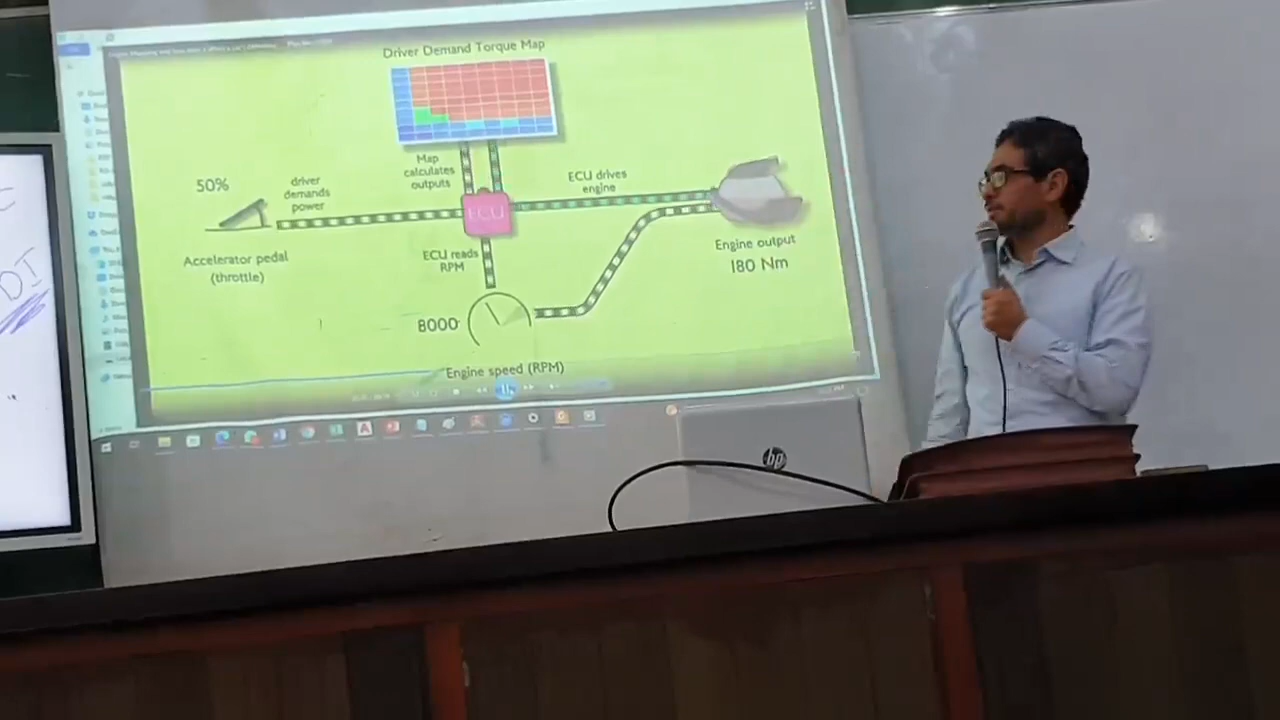 Driver Demand Torque Map
Map
calculates
outputs
50%
driver
demands
power
ECU drives
engine
ECU
Accelerator pedal
(throttle)
ECU reads
RPM
Engine output
180 Nm
8000
Engine speed (RPM)
hp
DI